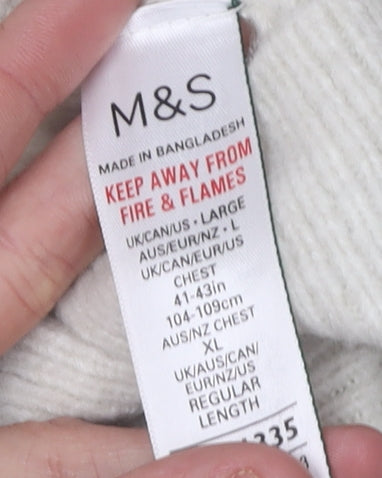 M&S
MADE IN BANGLADESH
KEEP AWAY FROM
FIRE & FLAMES
UK/CAN/US · LARGE
AUS/EUR/NZ · L
UK/CAN/EUR/US
CHEST
41-43in
104-109cm
AUS/NZ CHEST
XL
UK/AUS/CAN/
EUR/NZ/US
REGULAR
LENGTH
335